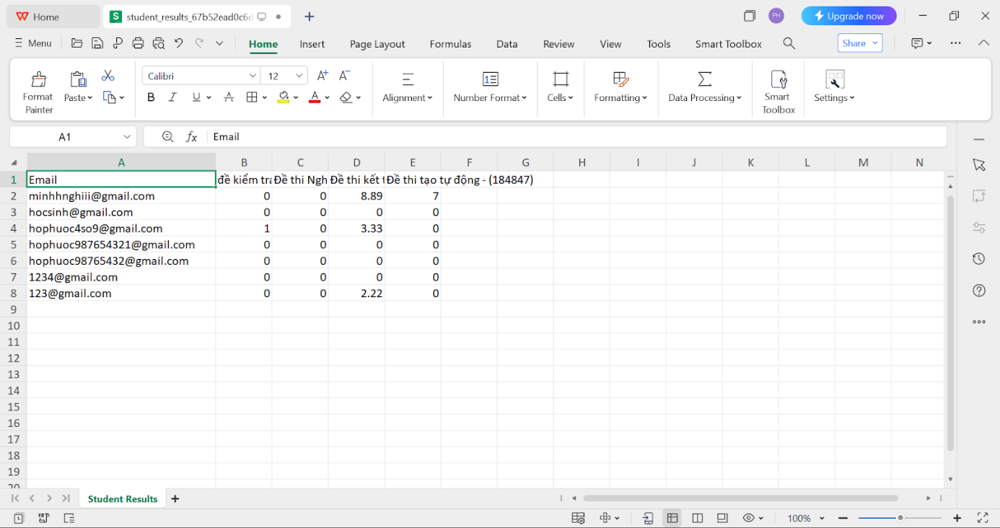 Home
student_results_67b52ead0c6d
PH
Upgrade now
Menu
Home Insert Page Layout Formulas Data Review View Tools Smart Toolbox
Share
Format Painter
Paste
Calibri 12
A+ A-
B I U A A
Alignment
Number Format
Cells
Formatting
Data Processing
Smart Toolbox
Settings
A1 fx Email
A B C D E F G H I J K L M N
1 Email đề kiểm tra Đề thi Ngh Đề thi kết Đề thi tạo tự động - (184847)
2 minhhnghiii@gmail.com 0 0 8.89 7
3 hocsinh@gmail.com 0 0 0 0
4 hophuoc4so9@gmail.com 1 0 3.33 0
5 hophuoc987654321@gmail.com 0 0 0 0
6 hophuoc98765432@gmail.com 0 0 0 0
7 1234@gmail.com 0 0 0 0
8 123@gmail.com 0 0 2.22 0
9
10
11
12
13
14
15
16
17
18
19
20
Student Results
100%